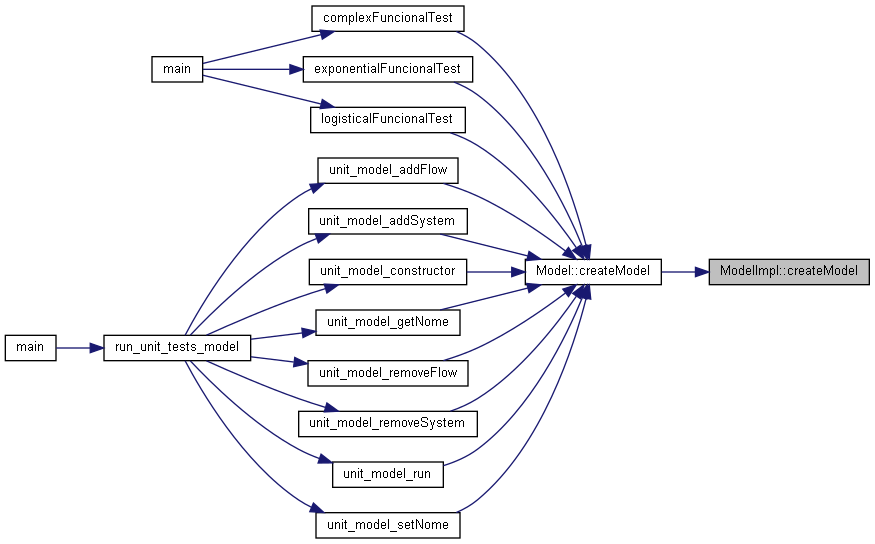 complexFuncionalTest
main
exponentialFuncionalTest
logisticalFuncionalTest
unit_model_addFlow
unit_model_addSystem
unit_model_constructor
Model::createModel
ModelImpl::createModel
unit_model_getNome
main
run_unit_tests_model
unit_model_removeFlow
unit_model_removeSystem
unit_model_run
unit_model_setNome